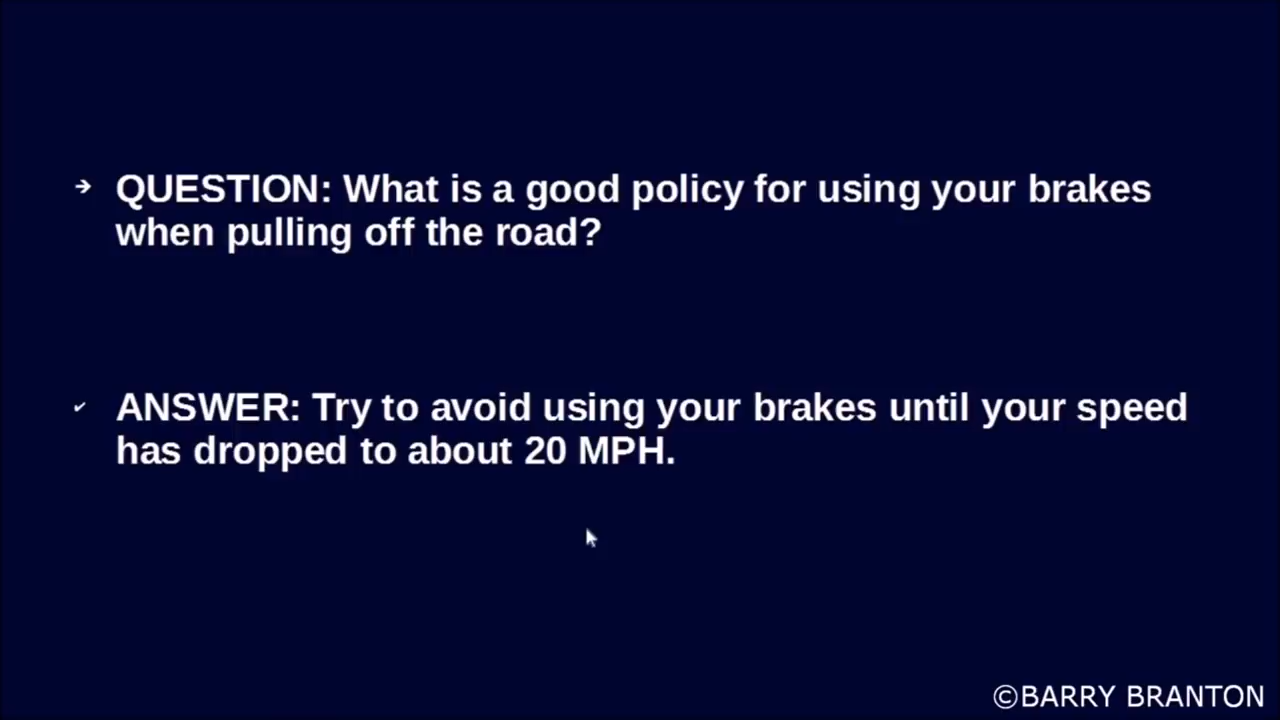 QUESTION: What is a good policy for using your brakes
when pulling off the road?
ANSWER: Try to avoid using your brakes until your speed
has dropped to about 20 MPH.
©BARRY BRANTON